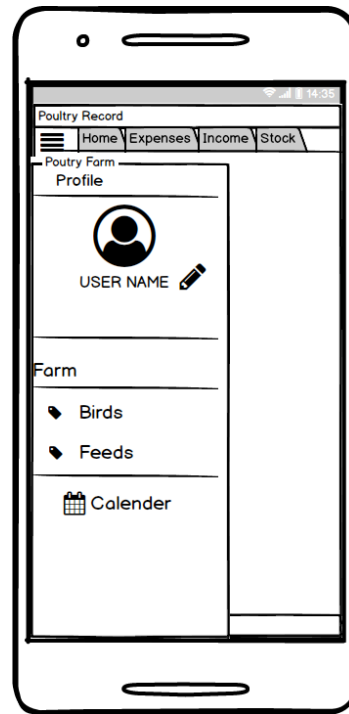 14:35
Poultry Record
Home Expenses Income Stock
Poutry Farm
Profile
USER NAME
Farm
Birds
Feeds
Calender